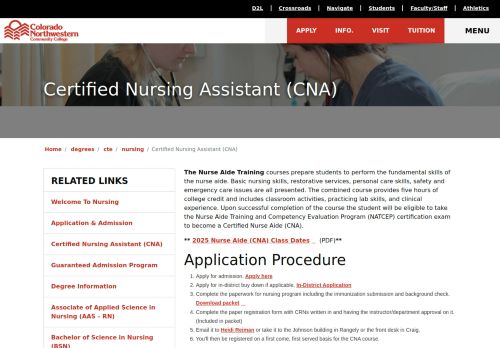 D2L | Crossroads | Navigate | Students | Faculty/Staff | Athletics
Colorado
Northwestern
Community College
APPLY INFO. VISIT TUITION MENU
Certified Nursing Assistant (CNA)
Home / degrees / cte / nursing / Certified Nursing Assistant (CNA)
RELATED LINKS
Welcome To Nursing
Application & Admission
Certified Nursing Assistant (CNA)
Guaranteed Admission Program
Degree Information
Associate of Applied Science in
Nursing (AAS - RN)
Bachelor of Science in Nursing
(BSN)
The Nurse Aide Training courses prepare students to perform the fundamental skills of
the nurse aide. Basic nursing skills, restorative services, personal care skills, safety and
emergency care issues are all presented. The combined course provides five hours of
college credit and includes classroom activities, practicing lab skills, and clinical
experience. Upon successful completion of the course the student will be eligible to take
the Nurse Aide Training and Competency Evaluation Program (NATCEP) certification exam
to become a Certified Nurse Aide (CNA).
** 2025 Nurse Aide (CNA) Class Dates (PDF)**
Application Procedure
1. Apply for admission. Apply here
2. Apply for in-district buy down if applicable. In-District Application
3. Complete the paperwork for nursing program including the immunization submission and background check.
Download packet
4. Complete the paper registration form with CRNs written in and having the instructor/department approval on it.
(Included in packet)
5. Email it to Heidi Reiman or take it to the Johnson building in Rangely or the front desk in Craig.
6. You'll then be registered on a first come, first served basis for the CNA course.